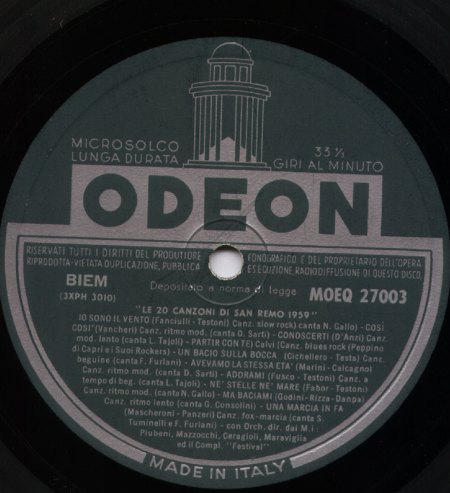 MICROSOLCO
LUNGA DURATA
33 ⅓
GIRI AL MINUTO
ODEON
RISERVATI TUTTI I DIRITTI DEL PRODUTTORE FONOGRAFICO E DEL PROPRIETARIO DELL'OPERA
RIPRODOTTA-VIETATA DUPLICAZIONE, PUBBLICA ESECUZIONE, RADIODIFFUSIONE DI QUESTO DISCO
BIEM
(3XPH 3010)
Depositato a norma di legge
MOEQ 27003
"LE 20 CANZONI DI SAN REMO 1959"
IO SONO IL VENTO (Fanciulli - Testoni) Canz. slow rock) canta N. Gallo) - COSÍ
COSI'(Vancheri) Canz. ritmo mod. (canta D. Sarti) - CONOSCERTI (D'Anzi) Canz.
mod. lento (canta L. Tajoli) - PARTIR CON TE) Calvi (Canz. blues rock (Peppino
di Capri e i Suoi Rockers) - UN BACIO SULLA BOCCA (Cichellero - Testa) Canz.
beguine (canta F. Furlani) - AVEVAMO LA STESSA ETA' (Marini - Calcagno)
Canz. ritmo mod. (canta D. Sarti) - ADDRAMI (Fusco - Testoni) Canz. a
tempo di beg. (canta L. Tajoli) - NE' STELLE NE' MARE (Fabor - Testoni)
Canz. ritmo mod. (canta N. Gallo) - MA BACIAMI (Godini-Rizza-Danpa)
Canz. ritmo lento (canta G. Consolini) - UNA MARCIA IN FA
(Mascheroni - Panzeri) Canz. fox-marcia (canta S.
Tuminelli e F. Furlani) - con Orch. dir. dai M.i:
Piubeni, Mazzocchi, Ceragioli, Maraviglia
ed il Compl. "Festival"
MADE IN ITALY